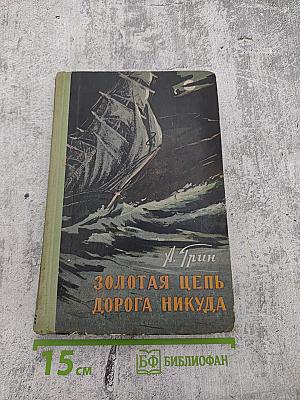 А. Грин
ЗОЛОТАЯ ЦЕПЬ
ДОРОГА НИКУДА
15 см
БФ БИБЛИОФАН